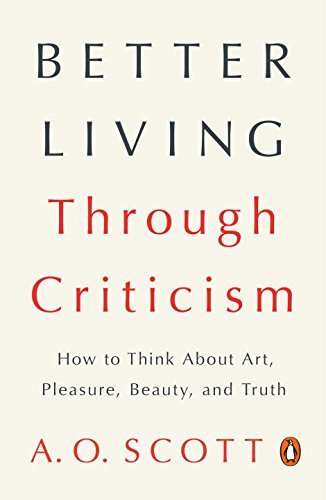 BETTER
LIVING
Through
Criticism
How to Think About Art,
Pleasure, Beauty, and Truth
A. O. SCOTT